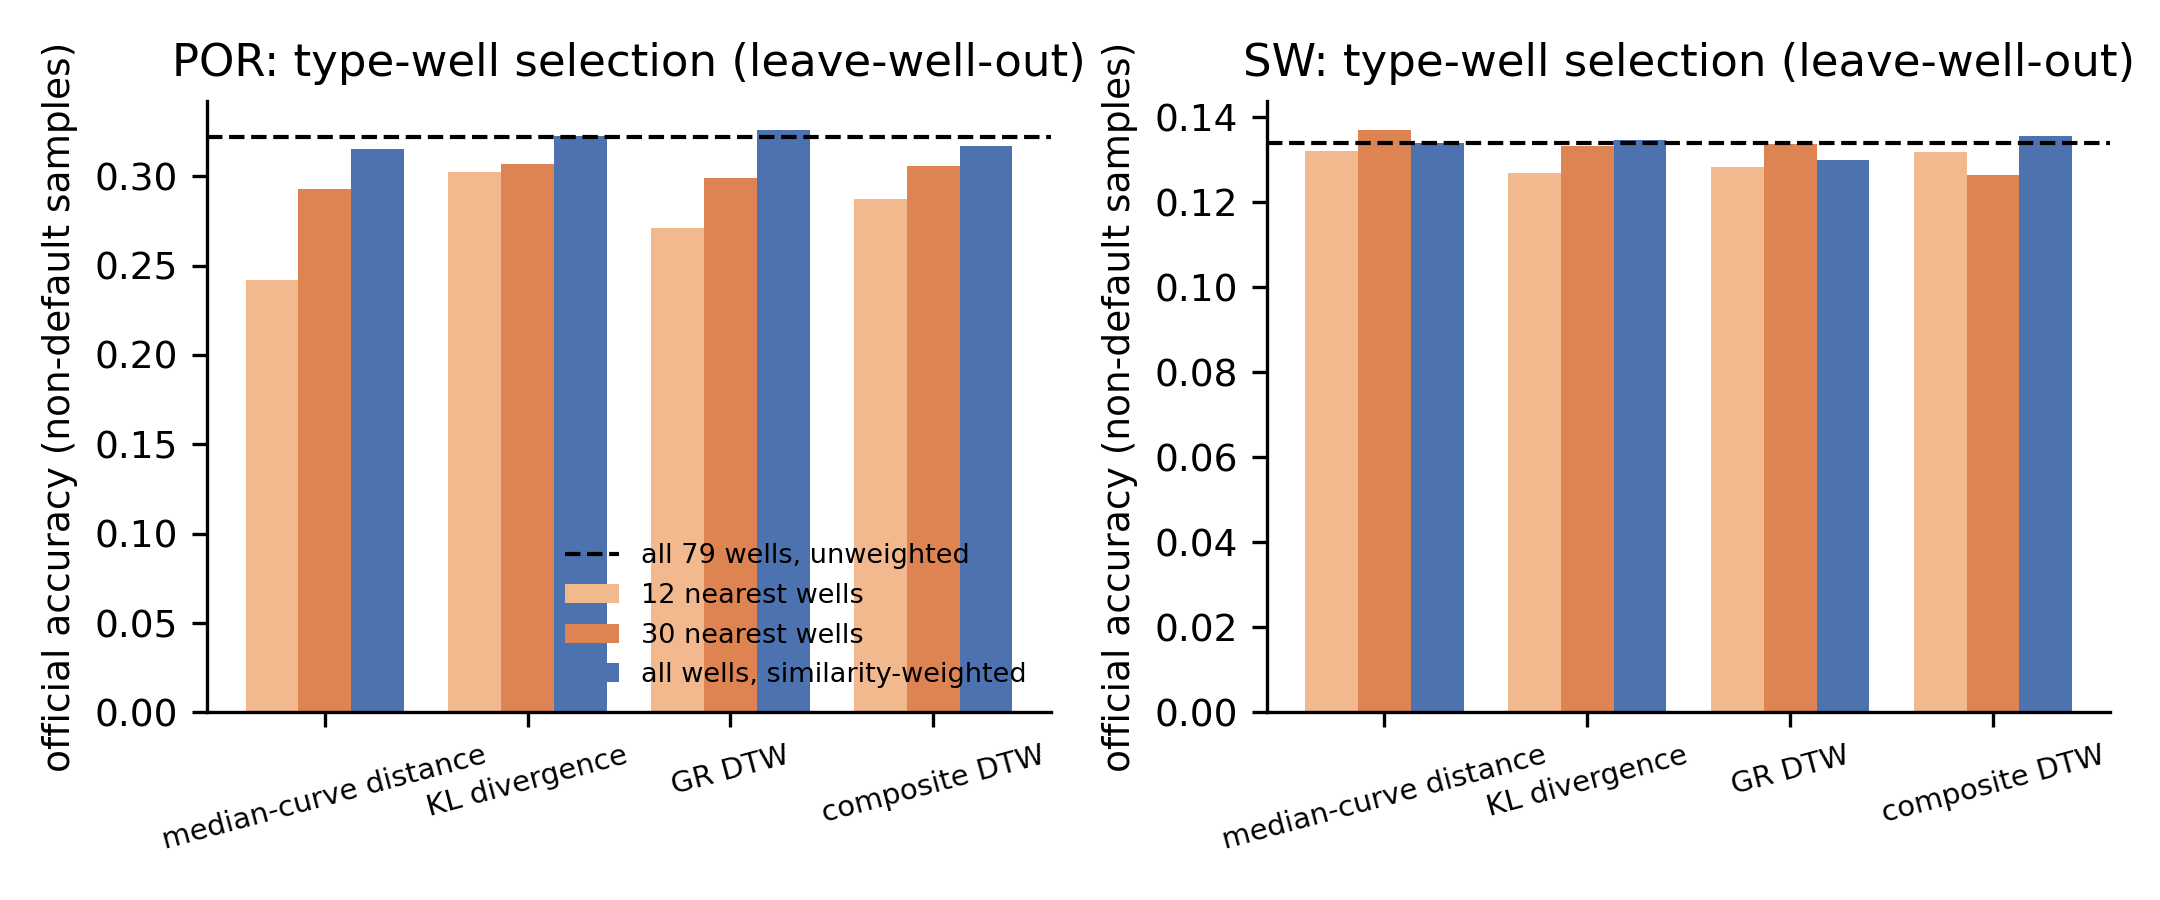 POR: type-well selection (leave-well-out)
official accuracy (non-default samples)
0.30
0.25
0.20
0.15
0.10
0.05
0.00
all 79 wells, unweighted
12 nearest wells
30 nearest wells
all wells, similarity-weighted
median-curve distance
KL divergence
GR DTW
composite DTW
SW: type-well selection (leave-well-out)
official accuracy (non-default samples)
0.14
0.12
0.10
0.08
0.06
0.04
0.02
0.00
median-curve distance
KL divergence
GR DTW
composite DTW